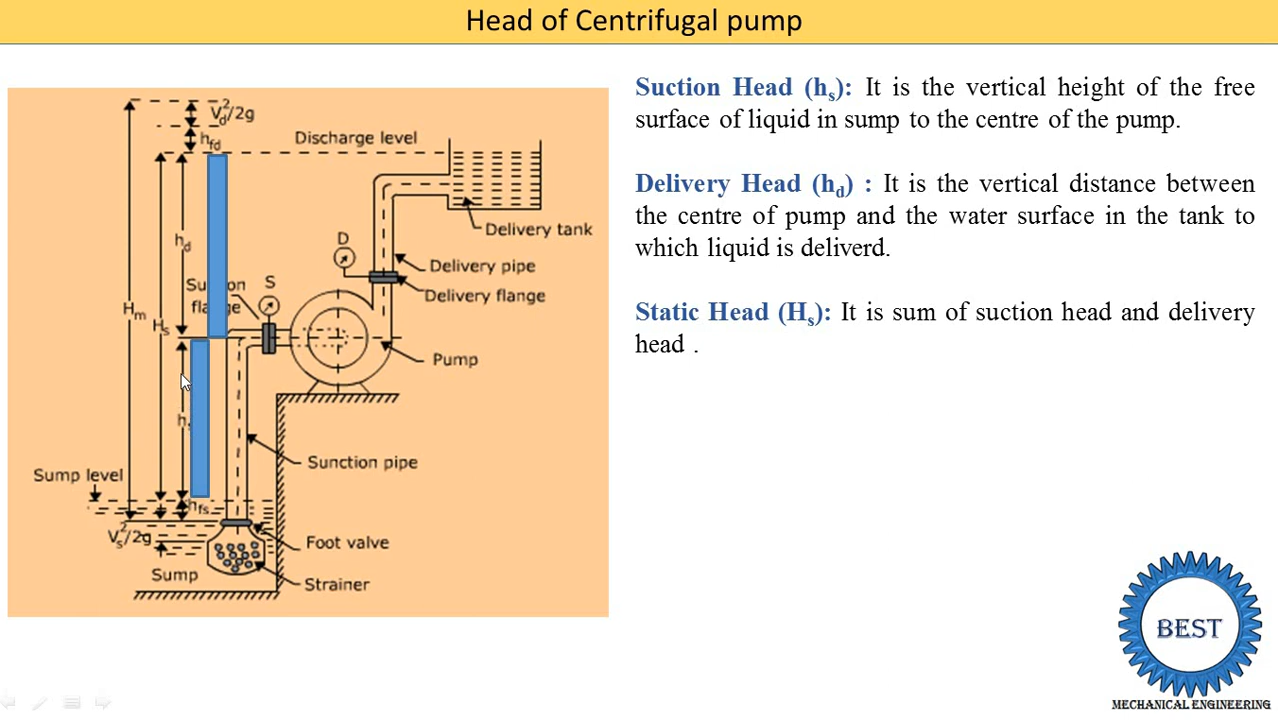 Head of Centrifugal pump
Suction Head (hs): It is the vertical height of the free
surface of liquid in sump to the centre of the pump.
Delivery Head (hd) : It is the vertical distance between
the centre of pump and the water surface in the tank to
which liquid is deliverd.
Static Head (Hs): It is sum of suction head and delivery
head .
Vd²/2g
hfd
Discharge level
Delivery tank
hd
D
Delivery pipe
S
Delivery flange
Hm
Hs
Pump
Sunction pipe
Sump level
hfs
Vs²/2g
Foot valve
Sump
Strainer
BEST
MECHANICAL ENGINEERING